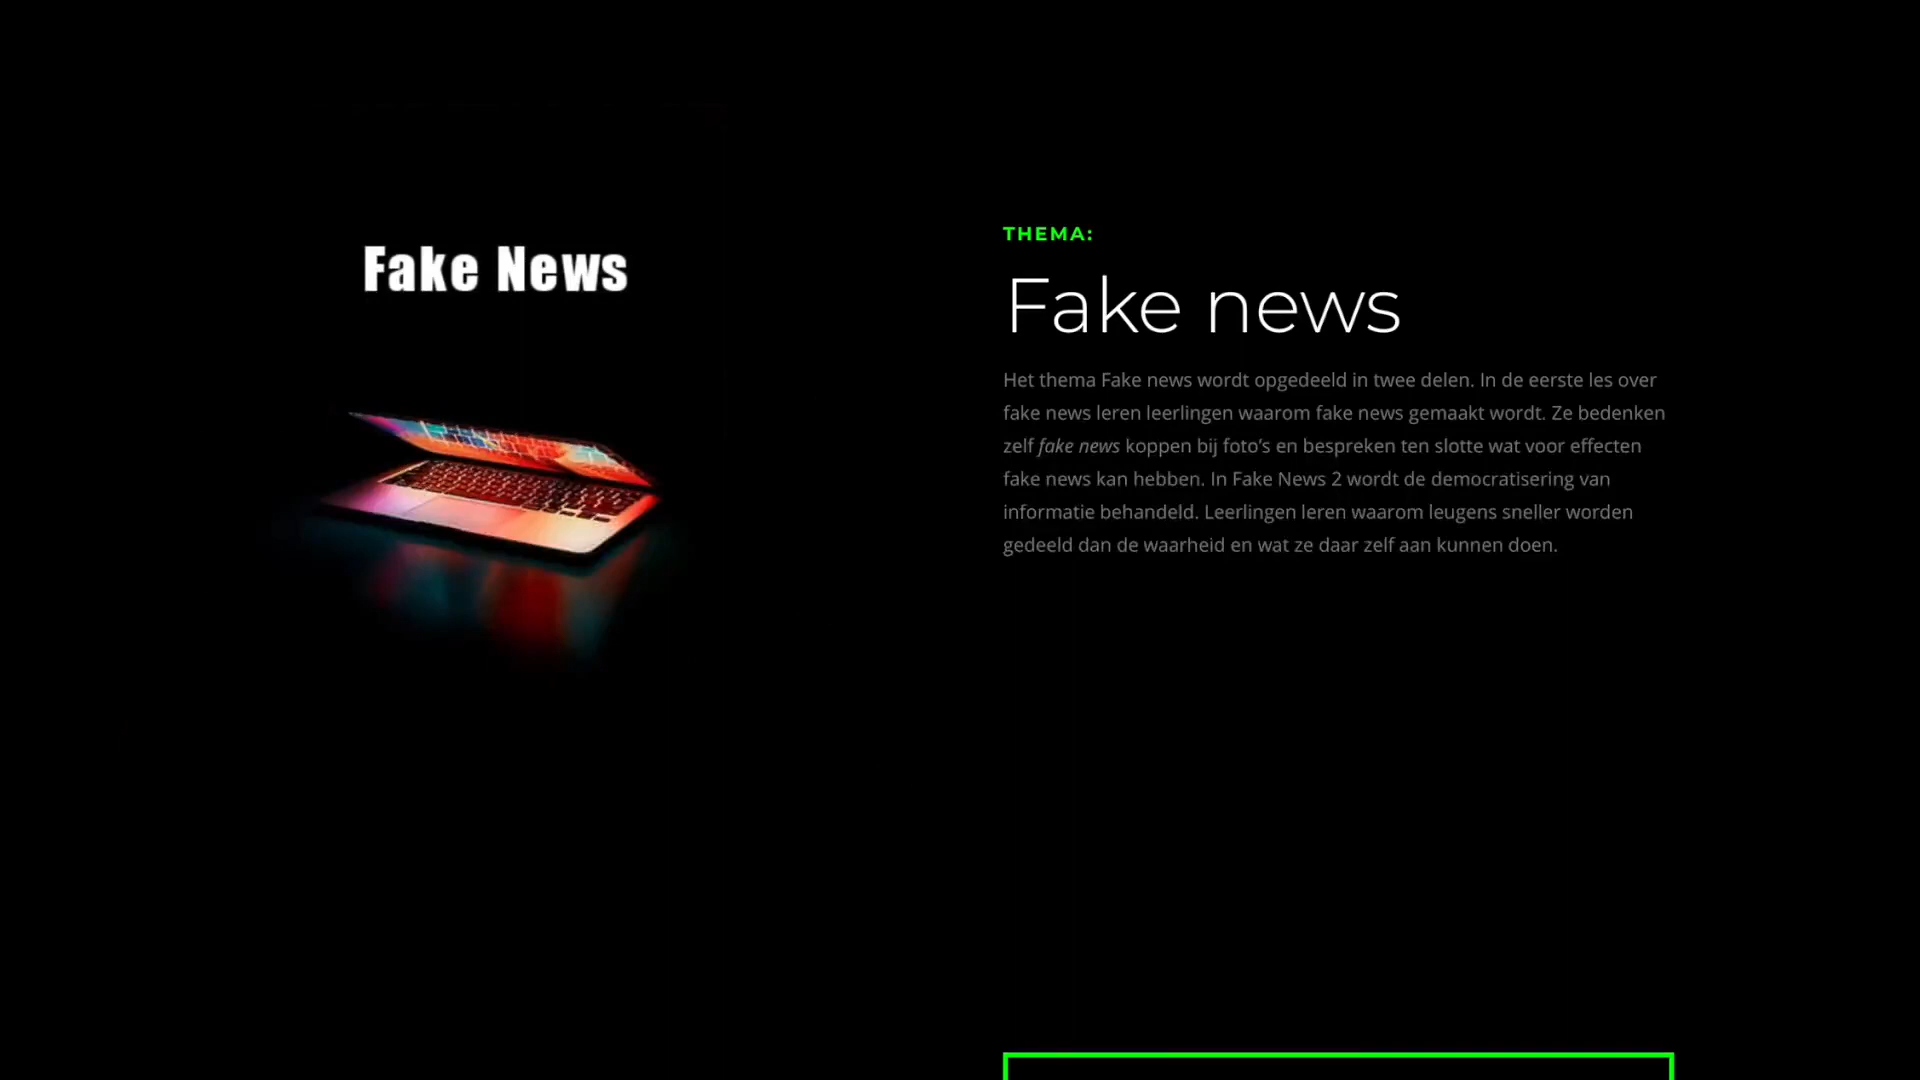 Fake News
THEMA:
Fake news
Het thema Fake news wordt opgedeeld in twee delen. In de eerste les over
fake news leren leerlingen waarom fake news gemaakt wordt. Ze bedenken
zelf fake news koppen bij foto’s en bespreken ten slotte wat voor effecten
fake news kan hebben. In Fake News 2 wordt de democratisering van
informatie behandeld. Leerlingen leren waarom leugens sneller worden
gedeeld dan de waarheid en wat ze daar zelf aan kunnen doen.